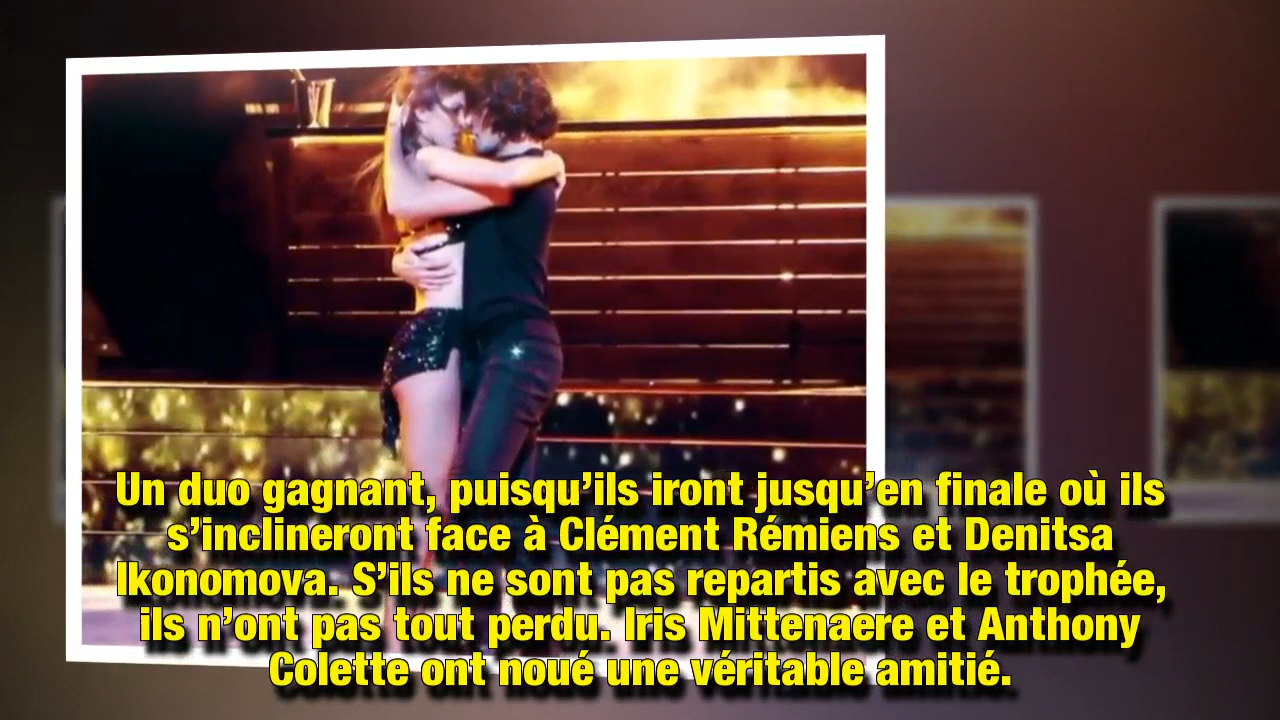 Un duo gagnant, puisqu’ils iront jusqu’en finale où ils
s’inclineront face à Clément Rémiens et Denitsa
Ikonomova. S’ils ne sont pas repartis avec le trophée,
ils n’ont pas tout perdu. Iris Mittenaere et Anthony
Colette ont noué une véritable amitié.